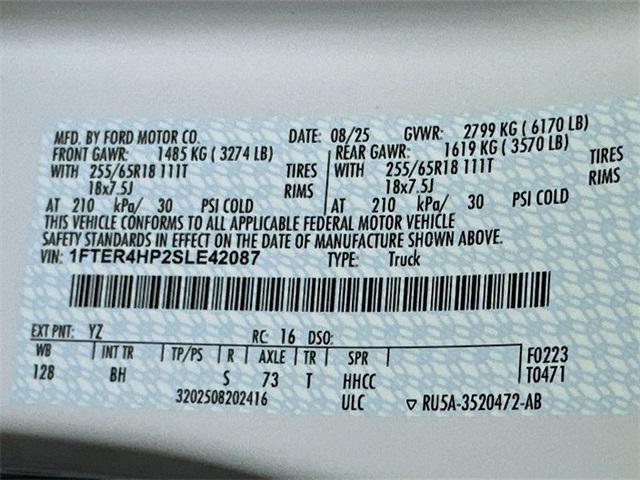 MFD. BY FORD MOTOR CO. DATE: 08/25 GVWR: 2799 KG ( 6170 LB)
FRONT GAWR: 1485 KG ( 3274 LB) REAR GAWR: 1619 KG ( 3570 LB)
WITH 255/65R18 111T TIRES WITH 255/65R18 111T TIRES
18x7.5J RIMS 18x7.5J RIMS
AT 210 kPa/ 30 PSI COLD AT 210 kPa/ 30 PSI COLD
THIS VEHICLE CONFORMS TO ALL APPLICABLE FEDERAL MOTOR VEHICLE
SAFETY STANDARDS IN EFFECT ON THE DATE OF MANUFACTURE SHOWN ABOVE.
VIN: 1FTER4HP2SLE42087 TYPE: Truck
EXT PNT: YZ RC: 16 DSO:
WB INT TR TP/PS R AXLE TR SPR F0223
128 BH S 73 T HHCC T0471
3202508202416 ULC ▽ RU5A-3520472-AB